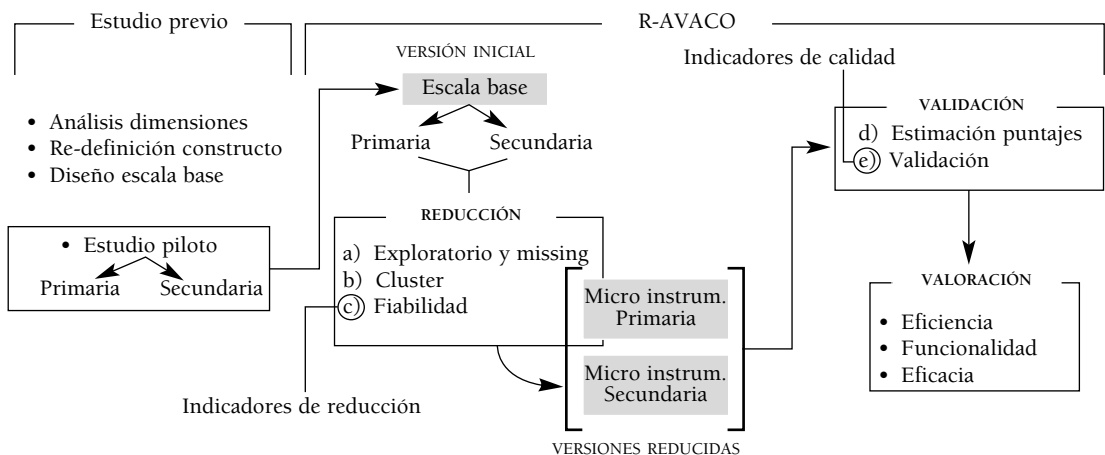 Estudio previo
• Análisis dimensiones
• Re-definición constructo
• Diseño escala base
• Estudio piloto
Primaria Secundaria
R-AVACO
VERSIÓN INICIAL
Escala base
Primaria Secundaria
REDUCCIÓN
a) Exploratorio y missing
b) Cluster
c) Fiabilidad
Indicadores de reducción
Micro instrum.
Primaria
Micro instrum.
Secundaria
VERSIONES REDUCIDAS
Indicadores de calidad
VALIDACIÓN
d) Estimación puntajes
e) Validación
VALORACIÓN
• Eficiencia
• Funcionalidad
• Eficacia